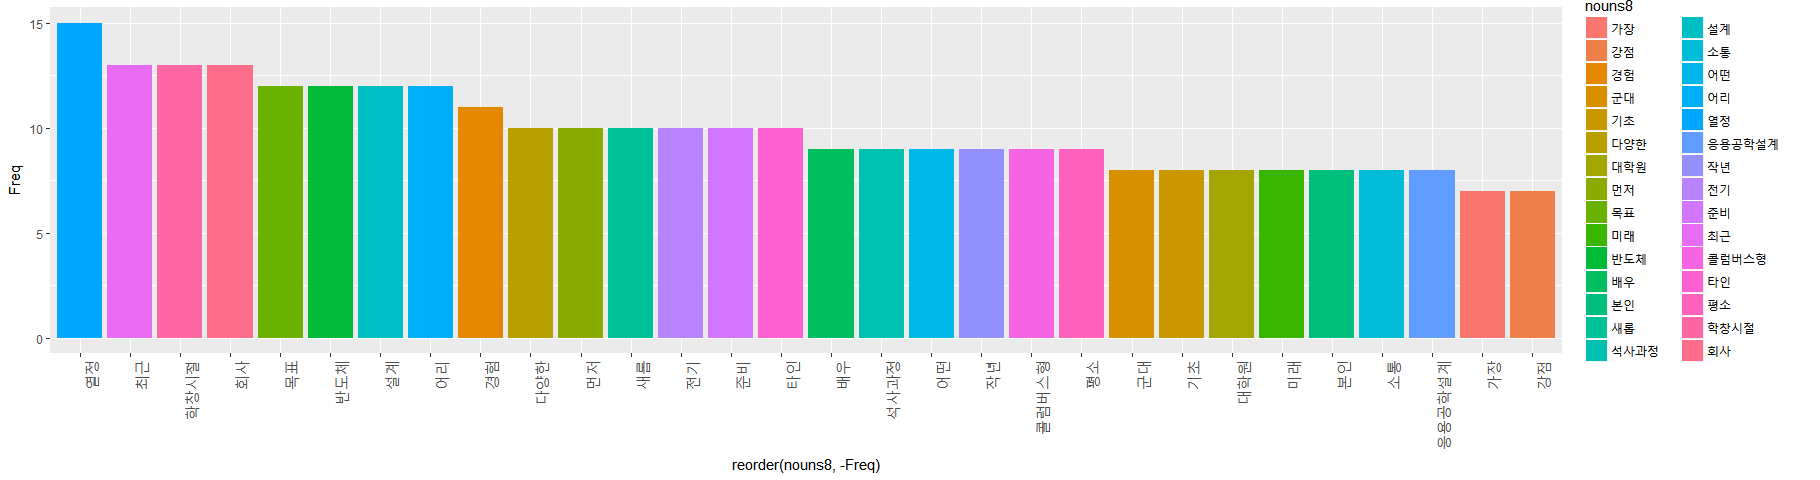 Freq
15
10
5
0
열정
최근
학창시절
회사
목표
반도체
설계
어리
경험
다양한
먼저
새롭
전기
준비
타인
배우
석사과정
어떤
작년
콜럼버스형
평소
군대
기초
대학원
미래
본인
소통
응용공학설계
가장
강점
reorder(nouns8, -Freq)
nouns8
가장
강점
경험
군대
기초
다양한
대학원
먼저
목표
미래
반도체
배우
본인
새롭
석사과정
설계
소통
어떤
어리
열정
응용공학설계
작년
전기
준비
최근
콜럼버스형
타인
평소
학창시절
회사